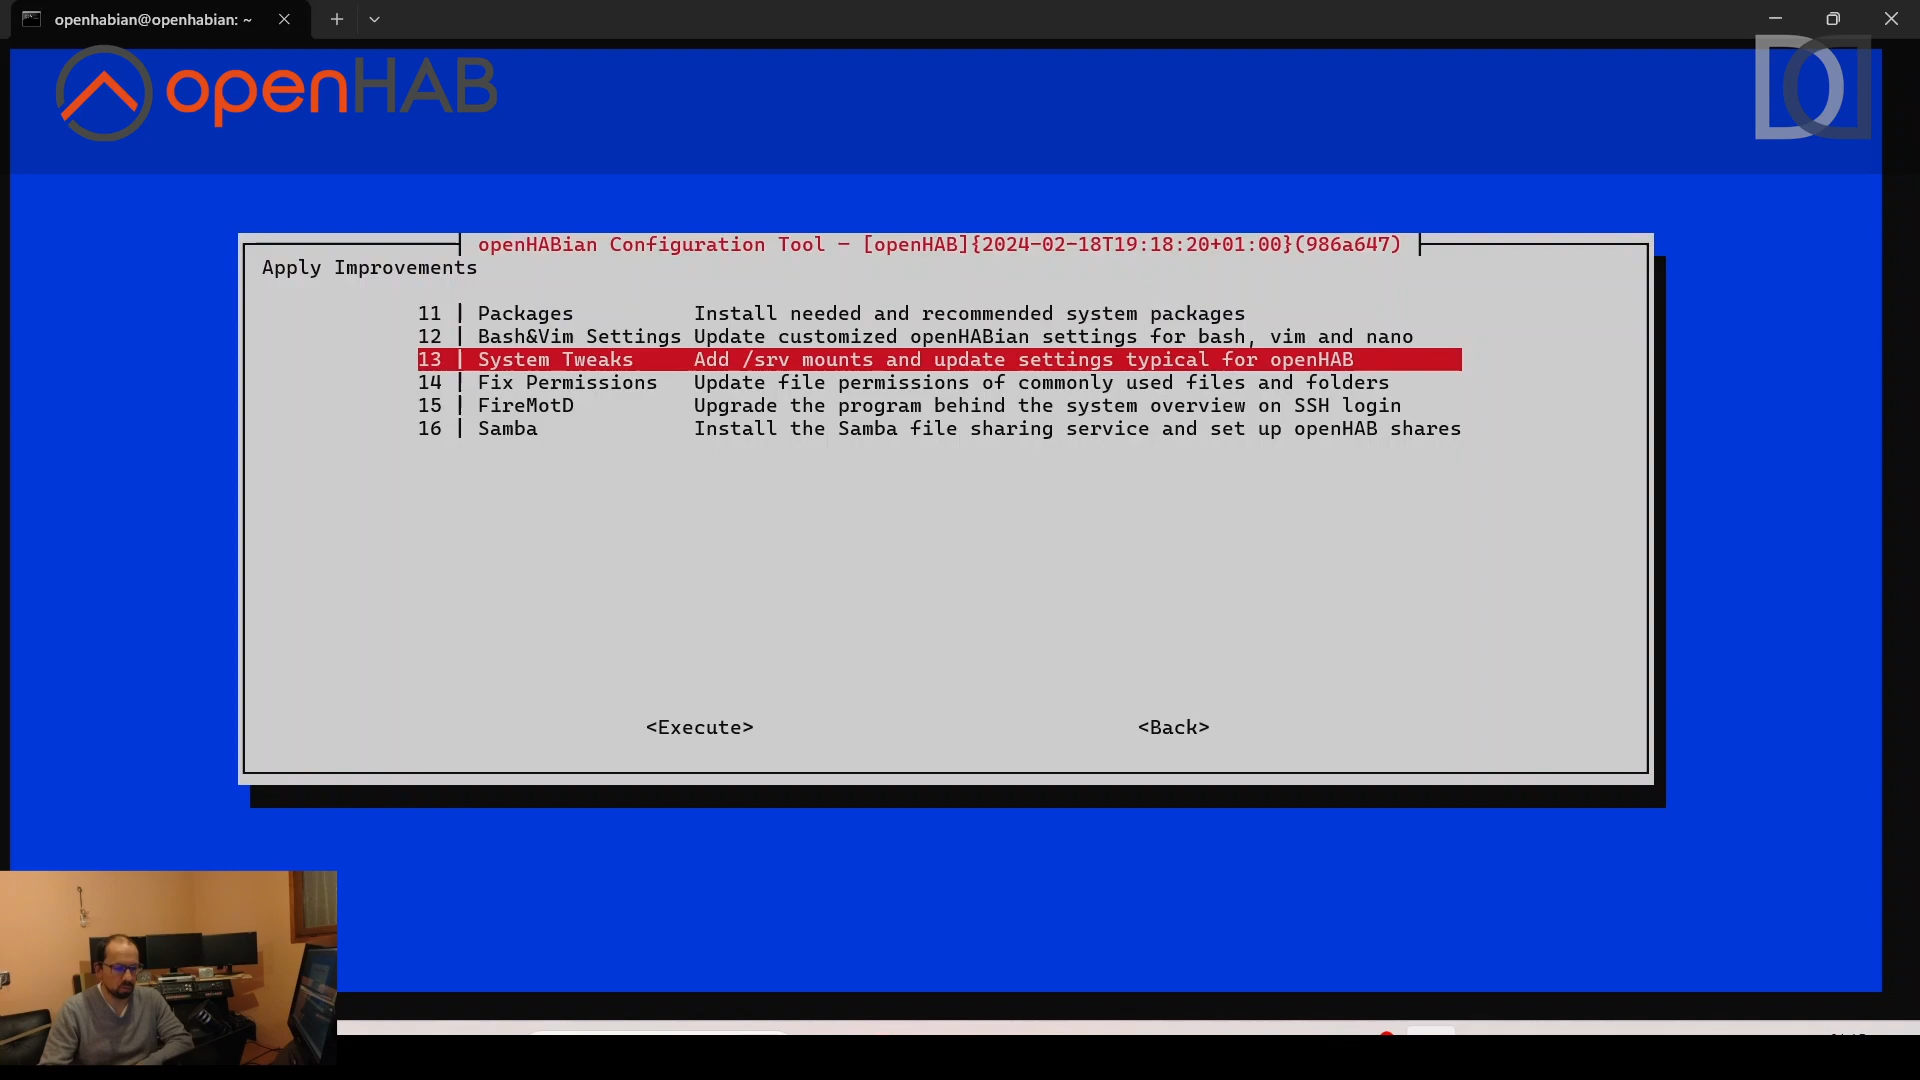 openhabian@openhabian: ~
openHAB
DD
openHABian Configuration Tool — [openHAB]{2024-02-18T19:18:20+01:00}(986a647)
Apply Improvements
11 | Packages Install needed and recommended system packages
12 | Bash&Vim Settings Update customized openHABian settings for bash, vim and nano
13 | System Tweaks Add /srv mounts and update settings typical for openHAB
14 | Fix Permissions Update file permissions of commonly used files and folders
15 | FireMotD Upgrade the program behind the system overview on SSH login
16 | Samba Install the Samba file sharing service and set up openHAB shares
<Execute> <Back>